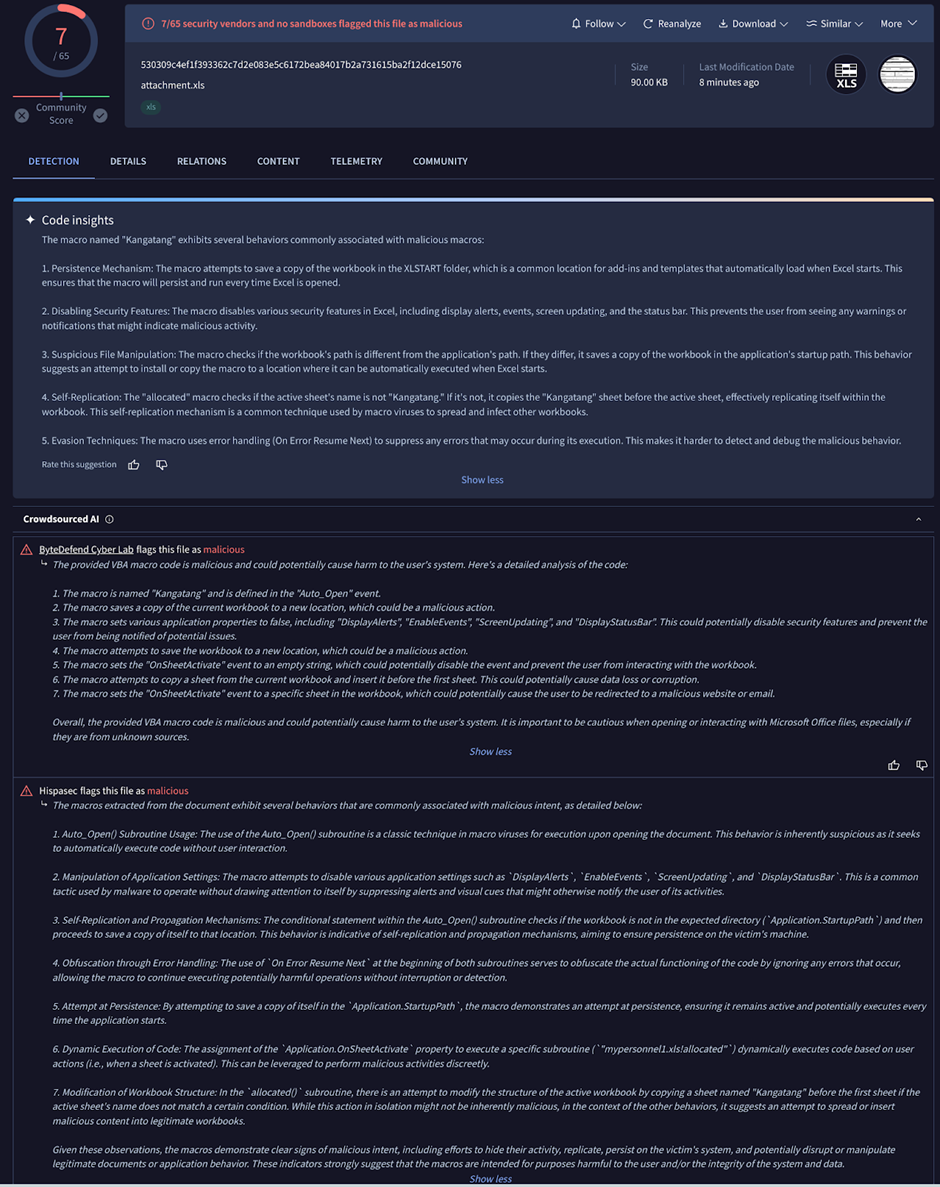 7
/ 65
Community
Score
7/65 security vendors and no sandboxes flagged this file as malicious
Follow
Reanalyze
Download
Similar
More
530309c4ef1f393362c7d2e083e5c6172bea84017b2a731615ba2f12dce15076
attachment.xls
xls
Size
90.00 KB
Last Modification Date
8 minutes ago
XLS
DETECTION
DETAILS
RELATIONS
CONTENT
TELEMETRY
COMMUNITY
Code insights
The macro named "Kangatang" exhibits several behaviors commonly associated with malicious macros:
1. Persistence Mechanism: The macro attempts to save a copy of the workbook in the XLSTART folder, which is a common location for add-ins and templates that automatically load when Excel starts. This
ensures that the macro will persist and run every time Excel is opened.
2. Disabling Security Features: The macro disables various security features in Excel, including display alerts, events, screen updating, and the status bar. This prevents the user from seeing any warnings or
notifications that might indicate malicious activity.
3. Suspicious File Manipulation: The macro checks if the workbook's path is different from the application's path. If they differ, it saves a copy of the workbook in the application's startup path. This behavior
suggests an attempt to install or copy the macro to a location where it can be automatically executed when Excel starts.
4. Self-Replication: The "allocated" macro checks if the active sheet's name is not "Kangatang." If it's not, it copies the "Kangatang" sheet before the active sheet, effectively replicating itself within the
workbook. This self-replication mechanism is a common technique used by macro viruses to spread and infect other workbooks.
5. Evasion Techniques: The macro uses error handling (On Error Resume Next) to suppress any errors that may occur during its execution. This makes it harder to detect and debug the malicious behavior.
Rate this suggestion
Show less
Crowdsourced AI
ByteDefend Cyber Lab flags this file as malicious
The provided VBA macro code is malicious and could potentially cause harm to the user's system. Here's a detailed analysis of the code:
1. The macro is named "Kangatang" and is defined in the "Auto_Open" event.
2. The macro saves a copy of the current workbook to a new location, which could be a malicious action.
3. The macro sets various application properties to false, including "DisplayAlerts", "EnableEvents", "ScreenUpdating", and "DisplayStatusBar". This could potentially disable security features and prevent the
user from being notified of potential issues.
4. The macro attempts to save the workbook to a new location, which could be a malicious action.
5. The macro sets the "OnSheetActivate" event to an empty string, which could potentially disable the event and prevent the user from interacting with the workbook.
6. The macro attempts to copy a sheet from the current workbook and insert it before the first sheet. This could potentially cause data loss or corruption.
7. The macro sets the "OnSheetActivate" event to a specific sheet in the workbook, which could potentially cause the user to be redirected to a malicious website or email.
Overall, the provided VBA macro code is malicious and could potentially cause harm to the user's system. It is important to be cautious when opening or interacting with Microsoft Office files, especially if
they are from unknown sources.
Show less
Hispasec flags this file as malicious
The macros extracted from the document exhibit several behaviors that are commonly associated with malicious intent, as detailed below:
1. Auto_Open() Subroutine Usage: The use of the Auto_Open() subroutine is a classic technique in macro viruses for execution upon opening the document. This behavior is inherently suspicious as it seeks
to automatically execute code without user interaction.
2. Manipulation of Application Settings: The macro attempts to disable various application settings such as `DisplayAlerts`, `EnableEvents`, `ScreenUpdating`, and `DisplayStatusBar`. This is a common
tactic used by malware to operate without drawing attention to itself by suppressing alerts and visual cues that might otherwise notify the user of its activities.
3. Self-Replication and Propagation Mechanisms: The conditional statement within the Auto_Open() subroutine checks if the workbook is not in the expected directory (`Application.StartupPath`) and then
proceeds to save a copy of itself to that location. This behavior is indicative of self-replication and propagation mechanisms, aiming to ensure persistence on the victim's machine.
4. Obfuscation through Error Handling: The use of `On Error Resume Next` at the beginning of both subroutines serves to obfuscate the actual functioning of the code by ignoring any errors that occur,
allowing the macro to continue executing potentially harmful operations without interruption or detection.
5. Attempt at Persistence: By attempting to save a copy of itself in the `Application.StartupPath`, the macro demonstrates an attempt at persistence, ensuring it remains active and potentially executes every
time the application starts.
6. Dynamic Execution of Code: The assignment of the `Application.OnSheetActivate` property to execute a specific subroutine (`"mypersonnel1.xls!allocated"`) dynamically executes code based on user
actions (i.e., when a sheet is activated). This can be leveraged to perform malicious activities discreetly.
7. Modification of Workbook Structure: In the `allocated()` subroutine, there is an attempt to modify the structure of the active workbook by copying a sheet named "Kangatang" before the first sheet if the
active sheet's name does not match a certain condition. While this action in isolation might not be inherently malicious, in the context of the other behaviors, it suggests an attempt to spread or insert
malicious content into legitimate workbooks.
Given these observations, the macros demonstrate clear signs of malicious intent, including efforts to hide their activity, replicate, persist on the victim's system, and potentially disrupt or manipulate
legitimate documents or application behavior. These indicators strongly suggest that the macros are intended for purposes harmful to the user and/or the integrity of the system and data.
Show less